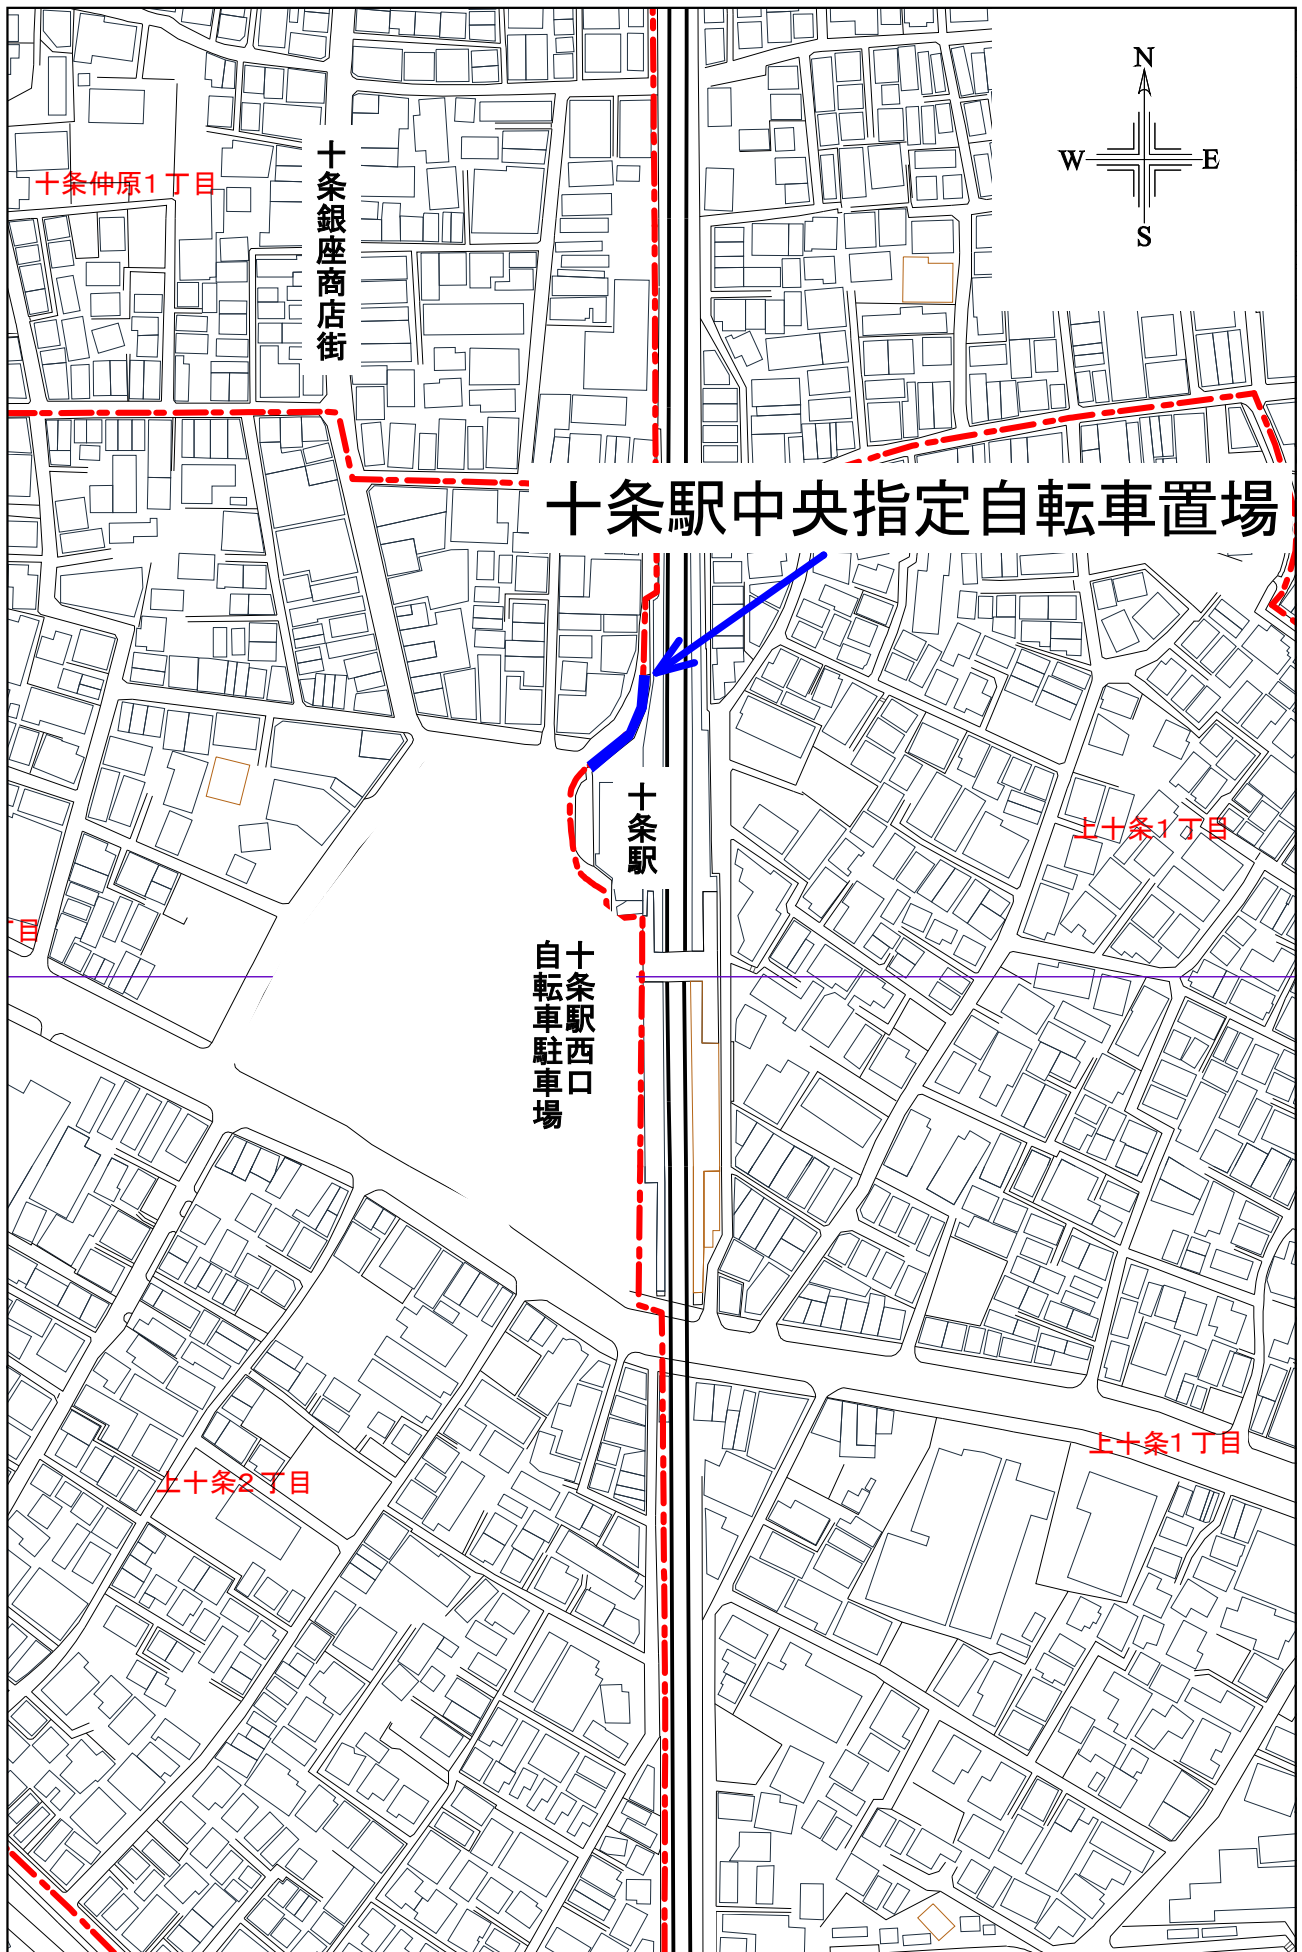 N
W
E
S
十条仲原1丁目
十条銀座商店街
十条駅中央指定自転車置場
十条駅
上十条1丁目
丁目
十条駅西口
自転車駐車場
上十条1丁目
上十条2丁目